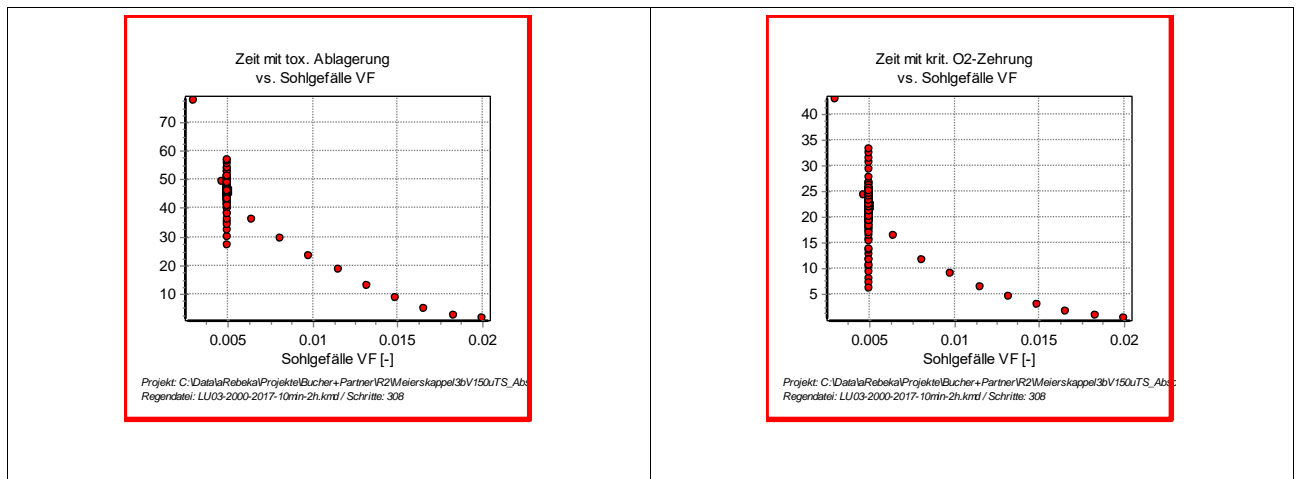 Zeit mit tox. Ablagerung
vs. Sohlgefälle VF
70
60
50
40
30
20
10
0.005 0.01 0.015 0.02
Sohlgefälle VF [-]
Projekt: C:\Data\aRebeka\Projekte\Bucher+Partner\R2\Meierskappel3bV150uTS_Abs
Regendatei: LU03-2000-2017-10min-2h.kmd / Schritte: 308
Zeit mit krit. O2-Zehrung
vs. Sohlgefälle VF
40
35
30
25
20
15
10
5
0.005 0.01 0.015 0.02
Sohlgefälle VF [-]
Projekt: C:\Data\aRebeka\Projekte\Bucher+Partner\R2\Meierskappel3bV150uTS_Abs
Regendatei: LU03-2000-2017-10min-2h.kmd / Schritte: 308